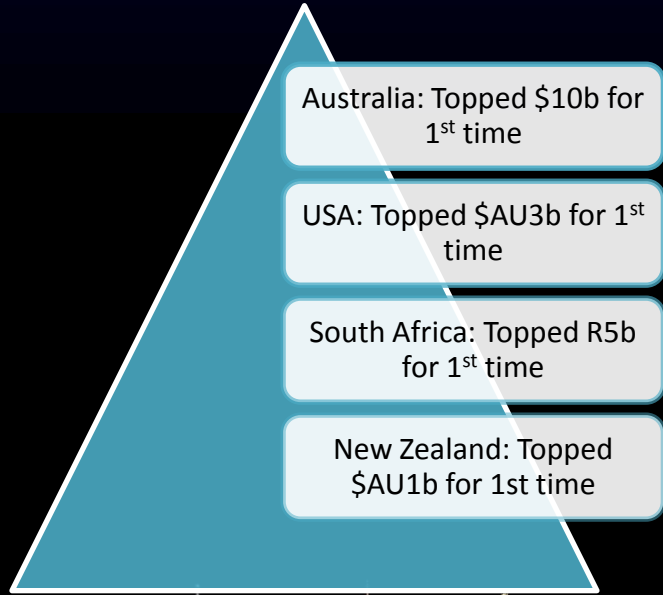 Australia: Topped $10b for
1st time
USA: Topped $AU3b for 1st
time
South Africa: Topped R5b
for 1st time
New Zealand: Topped
$AU1b for 1st time